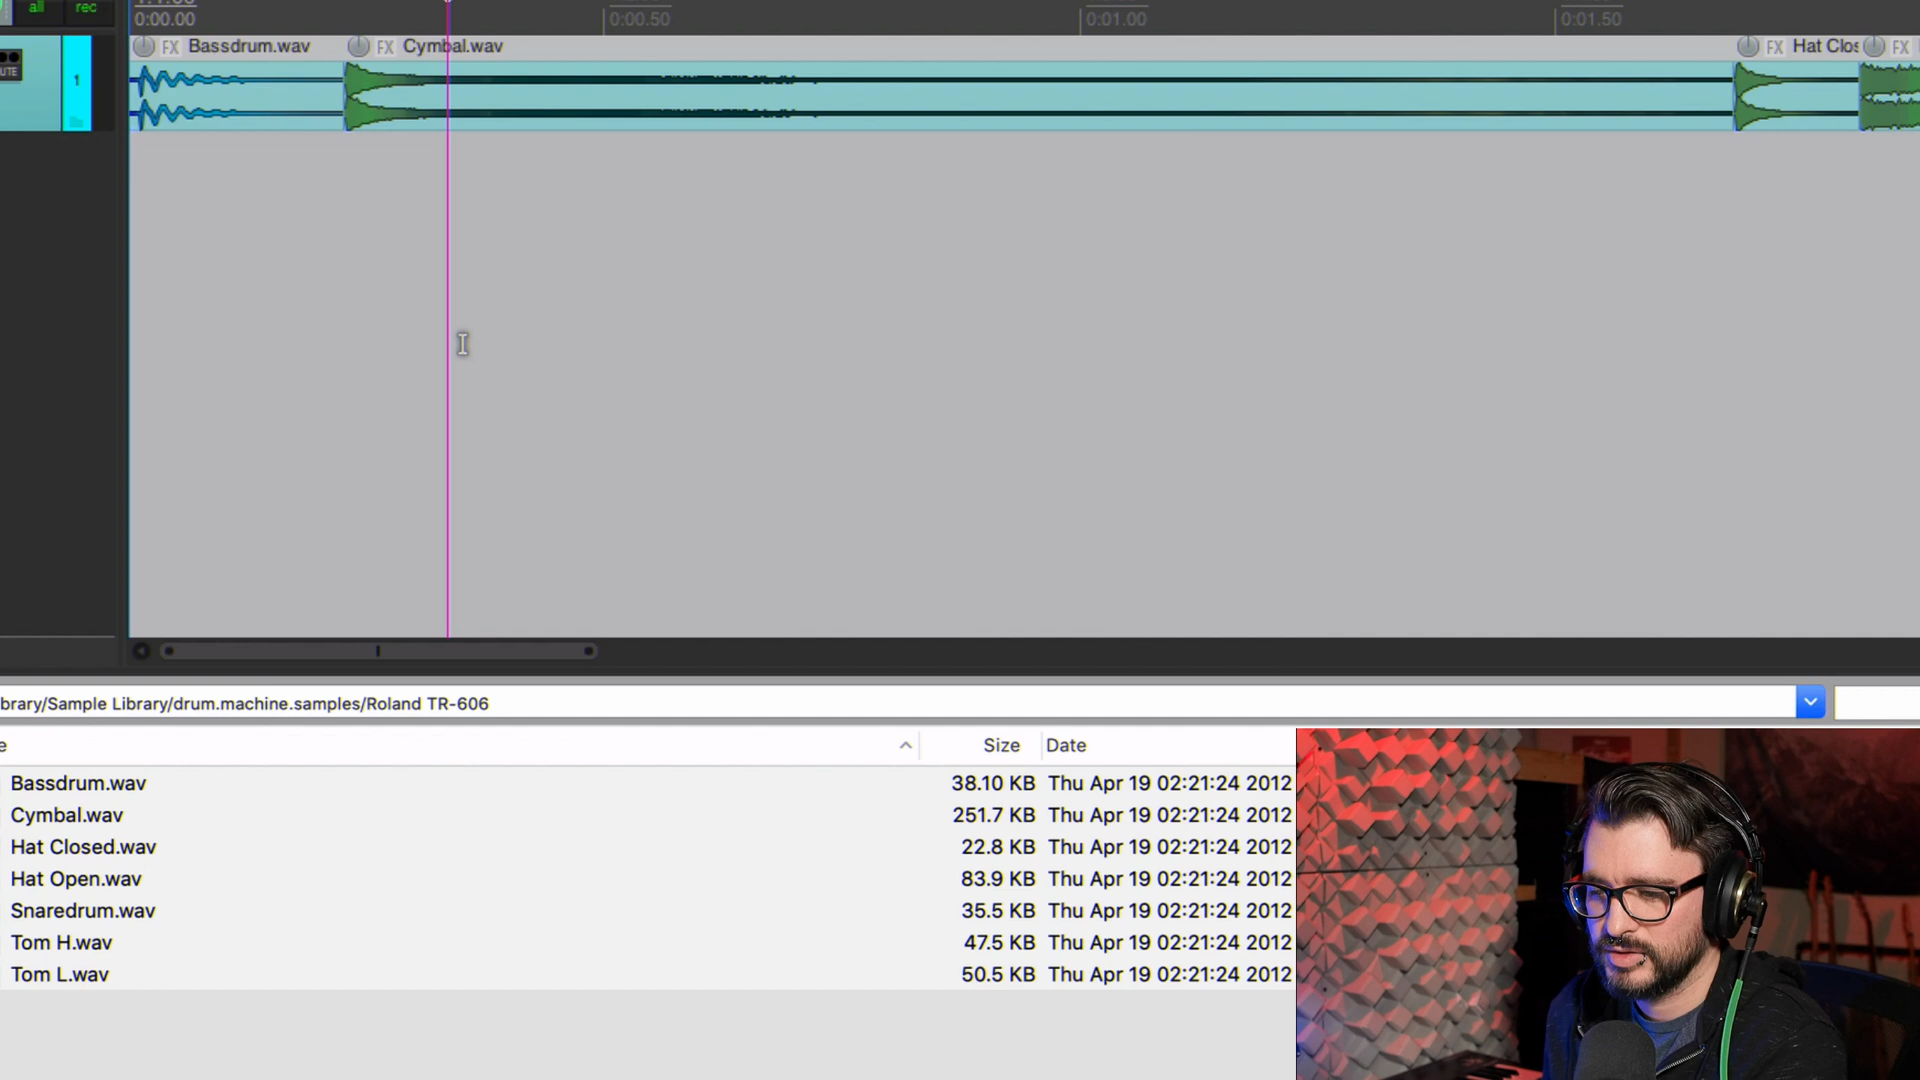 all rec
0:00.00 0:00.50 0:01.00 0:01.50
FX Bassdrum.wav FX Cymbal.wav FX Hat Clos FX
UTE 1
brary/Sample Library/drum.machine.samples/Roland TR-606
e Size Date
Bassdrum.wav 38.10 KB Thu Apr 19 02:21:24 2012
Cymbal.wav 251.7 KB Thu Apr 19 02:21:24 2012
Hat Closed.wav 22.8 KB Thu Apr 19 02:21:24 2012
Hat Open.wav 83.9 KB Thu Apr 19 02:21:24 2012
Snaredrum.wav 35.5 KB Thu Apr 19 02:21:24 2012
Tom H.wav 47.5 KB Thu Apr 19 02:21:24 2012
Tom L.wav 50.5 KB Thu Apr 19 02:21:24 2012